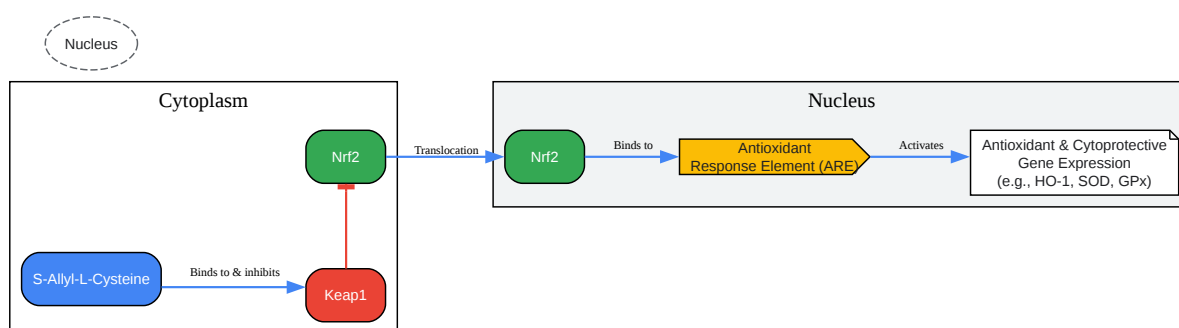 Nucleus
Cytoplasm
Nucleus
Nrf2
Translocation
Nrf2
Binds to
Antioxidant
Response Element (ARE)
Activates
Antioxidant & Cytoprotective
Gene Expression
(e.g., HO-1, SOD, GPx)
S-Allyl-L-Cysteine
Binds to & inhibits
Keap1